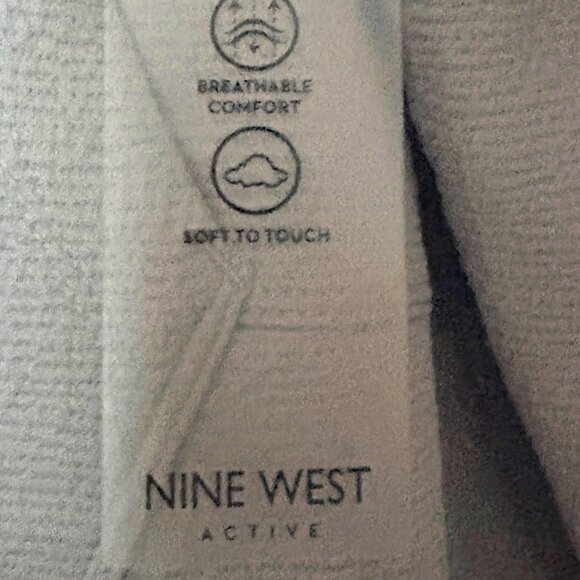 BREATHABLE
COMFORT
SOFT TO TOUCH
NINE WEST
ACTIVE